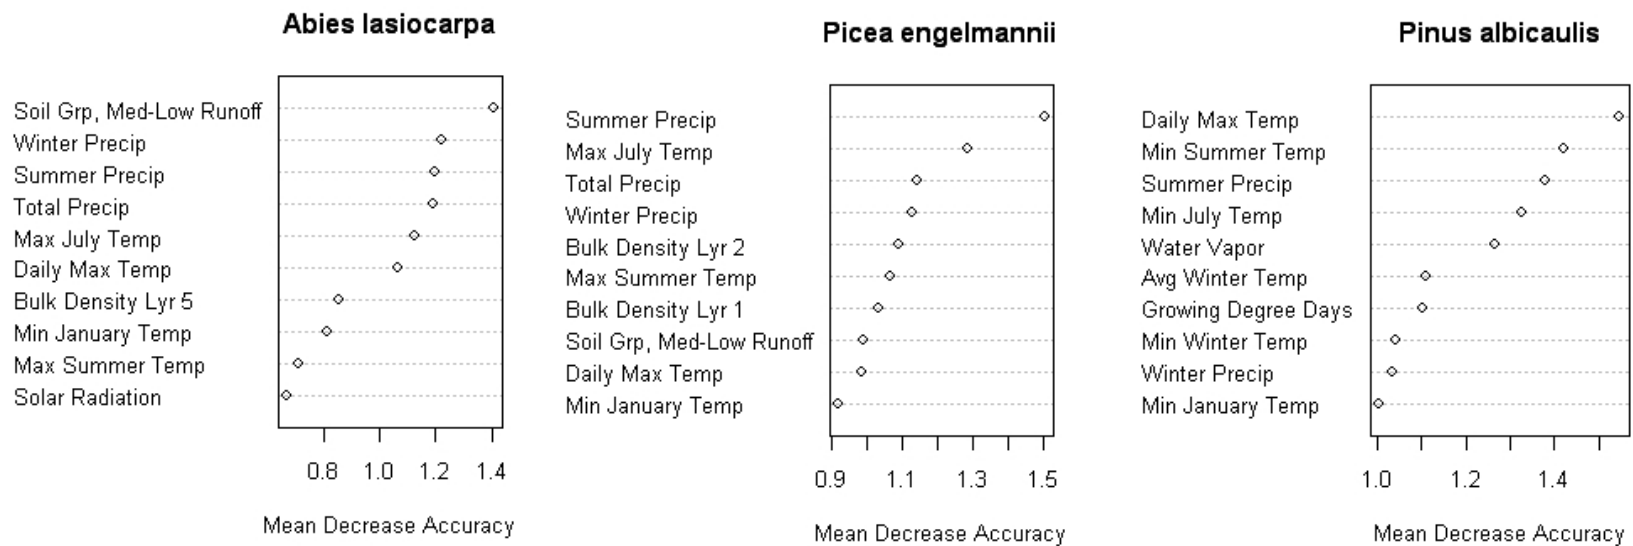 Abies lasiocarpa
Soil Grp, Med-Low Runoff
Winter Precip
Summer Precip
Total Precip
Max July Temp
Daily Max Temp
Bulk Density Lyr 5
Min January Temp
Max Summer Temp
Solar Radiation
0.8 1.0 1.2 1.4
Mean Decrease Accuracy
Picea engelmannii
Summer Precip
Max July Temp
Total Precip
Winter Precip
Bulk Density Lyr 2
Max Summer Temp
Bulk Density Lyr 1
Soil Grp, Med-Low Runoff
Daily Max Temp
Min January Temp
0.9 1.1 1.3 1.5
Mean Decrease Accuracy
Pinus albicaulis
Daily Max Temp
Min Summer Temp
Summer Precip
Min July Temp
Water Vapor
Avg Winter Temp
Growing Degree Days
Min Winter Temp
Winter Precip
Min January Temp
1.0 1.2 1.4
Mean Decrease Accuracy